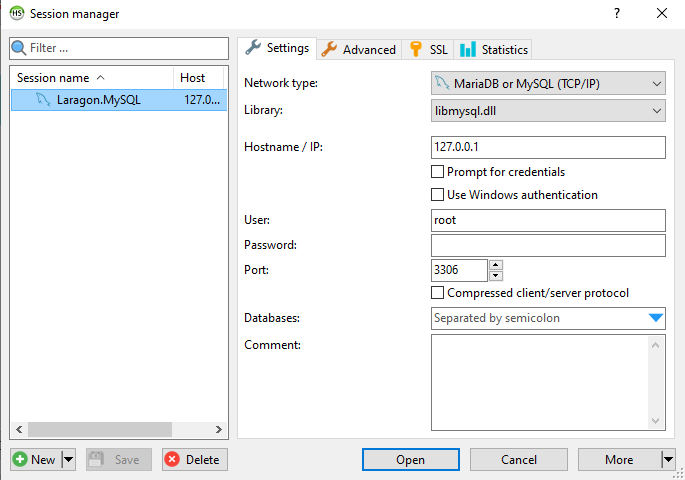 HS Session manager
Filter ...
Session name Host
Laragon.MySQL 127.0...
New Save Delete
Settings Advanced SSL Statistics
Network type: MariaDB or MySQL (TCP/IP)
Library: libmysql.dll
Hostname / IP: 127.0.0.1
Prompt for credentials
Use Windows authentication
User: root
Password:
Port: 3306
Compressed client/server protocol
Databases: Separated by semicolon
Comment:
Open Cancel More